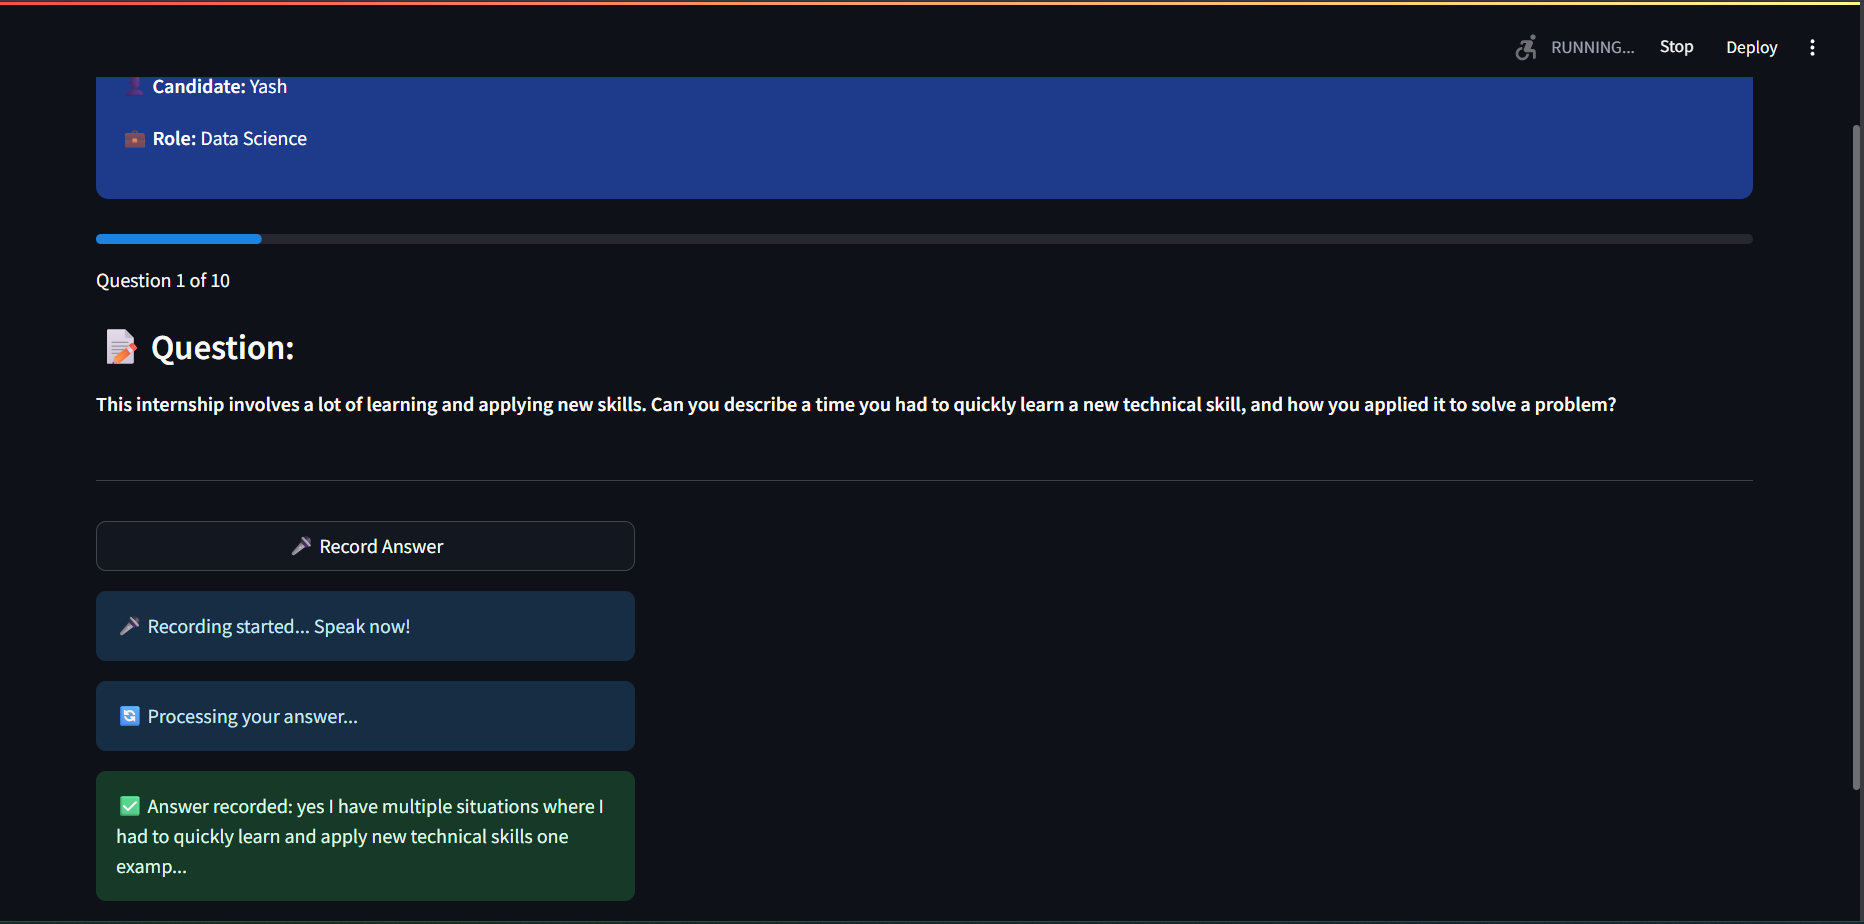 RUNNING...
Stop
Deploy
Candidate: Yash
Role: Data Science
Question 1 of 10
Question:
This internship involves a lot of learning and applying new skills. Can you describe a time you had to quickly learn a new technical skill, and how you applied it to solve a problem?
Record Answer
Recording started... Speak now!
Processing your answer...
Answer recorded: yes I have multiple situations where I
had to quickly learn and apply new technical skills one
examp...